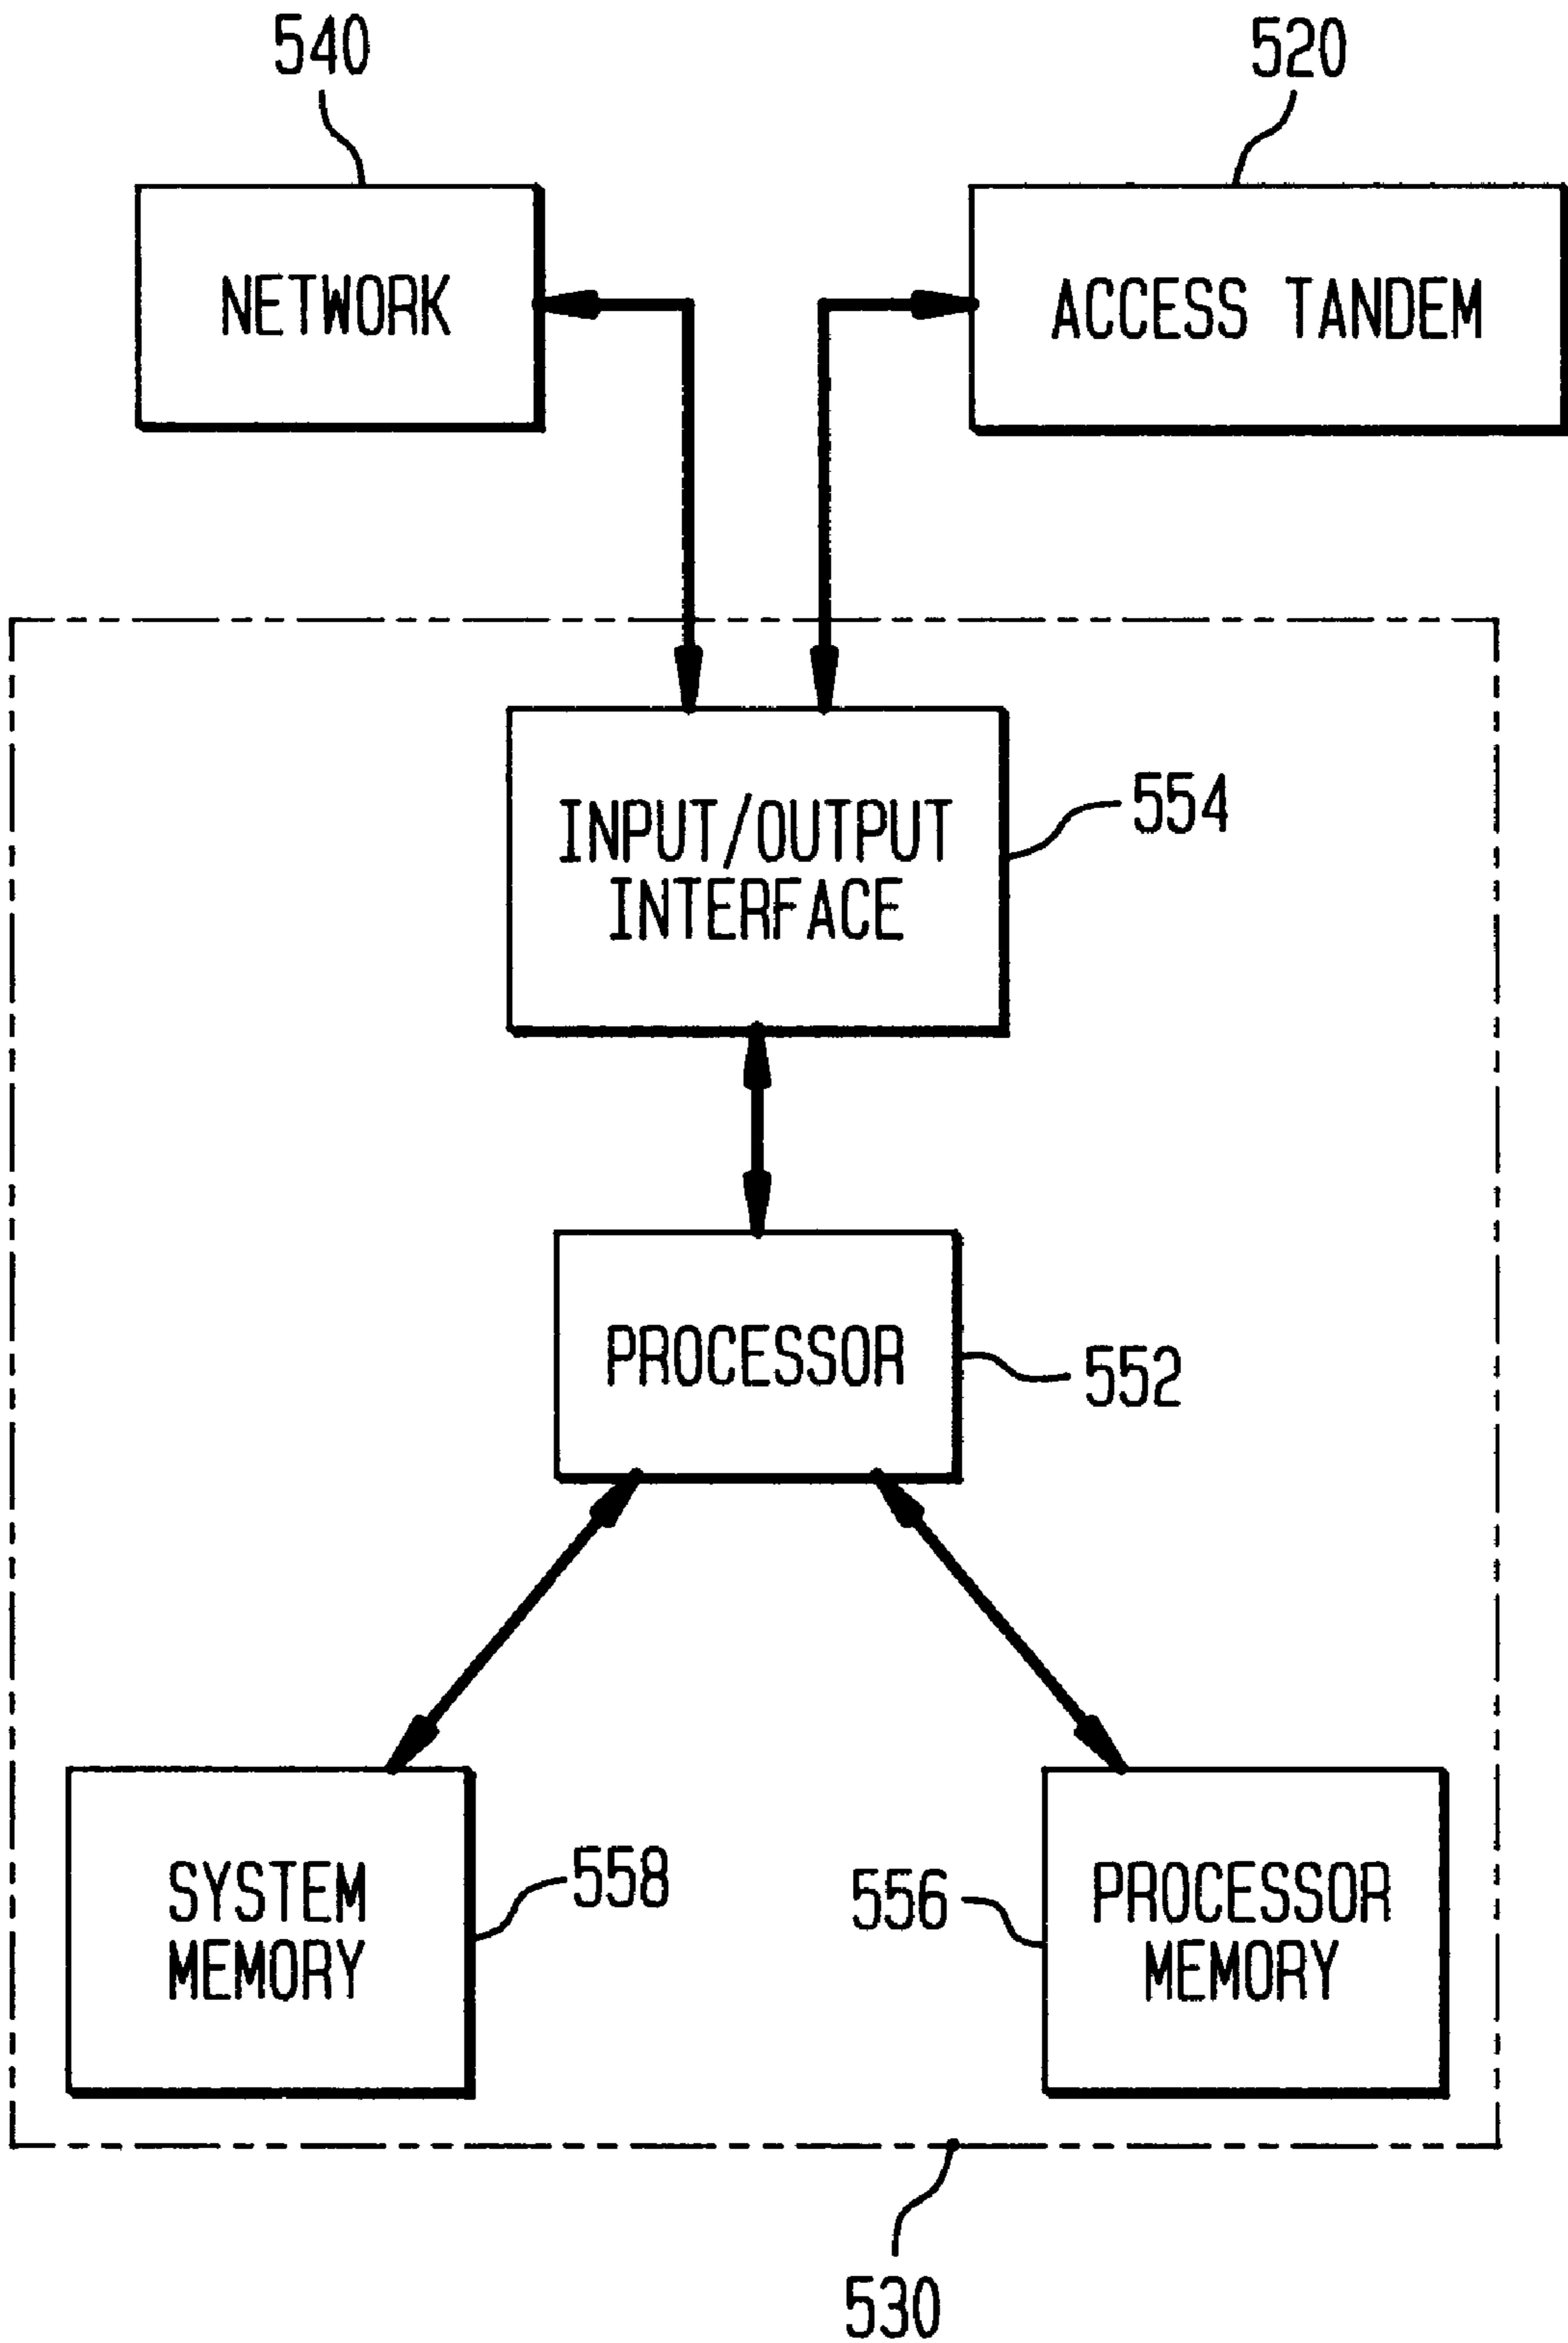 540
520
NETWORK
ACCESS TANDEM
INPUT/OUTPUT
INTERFACE
554
PROCESSOR
552
SYSTEM
MEMORY
558
556
PROCESSOR
MEMORY
530